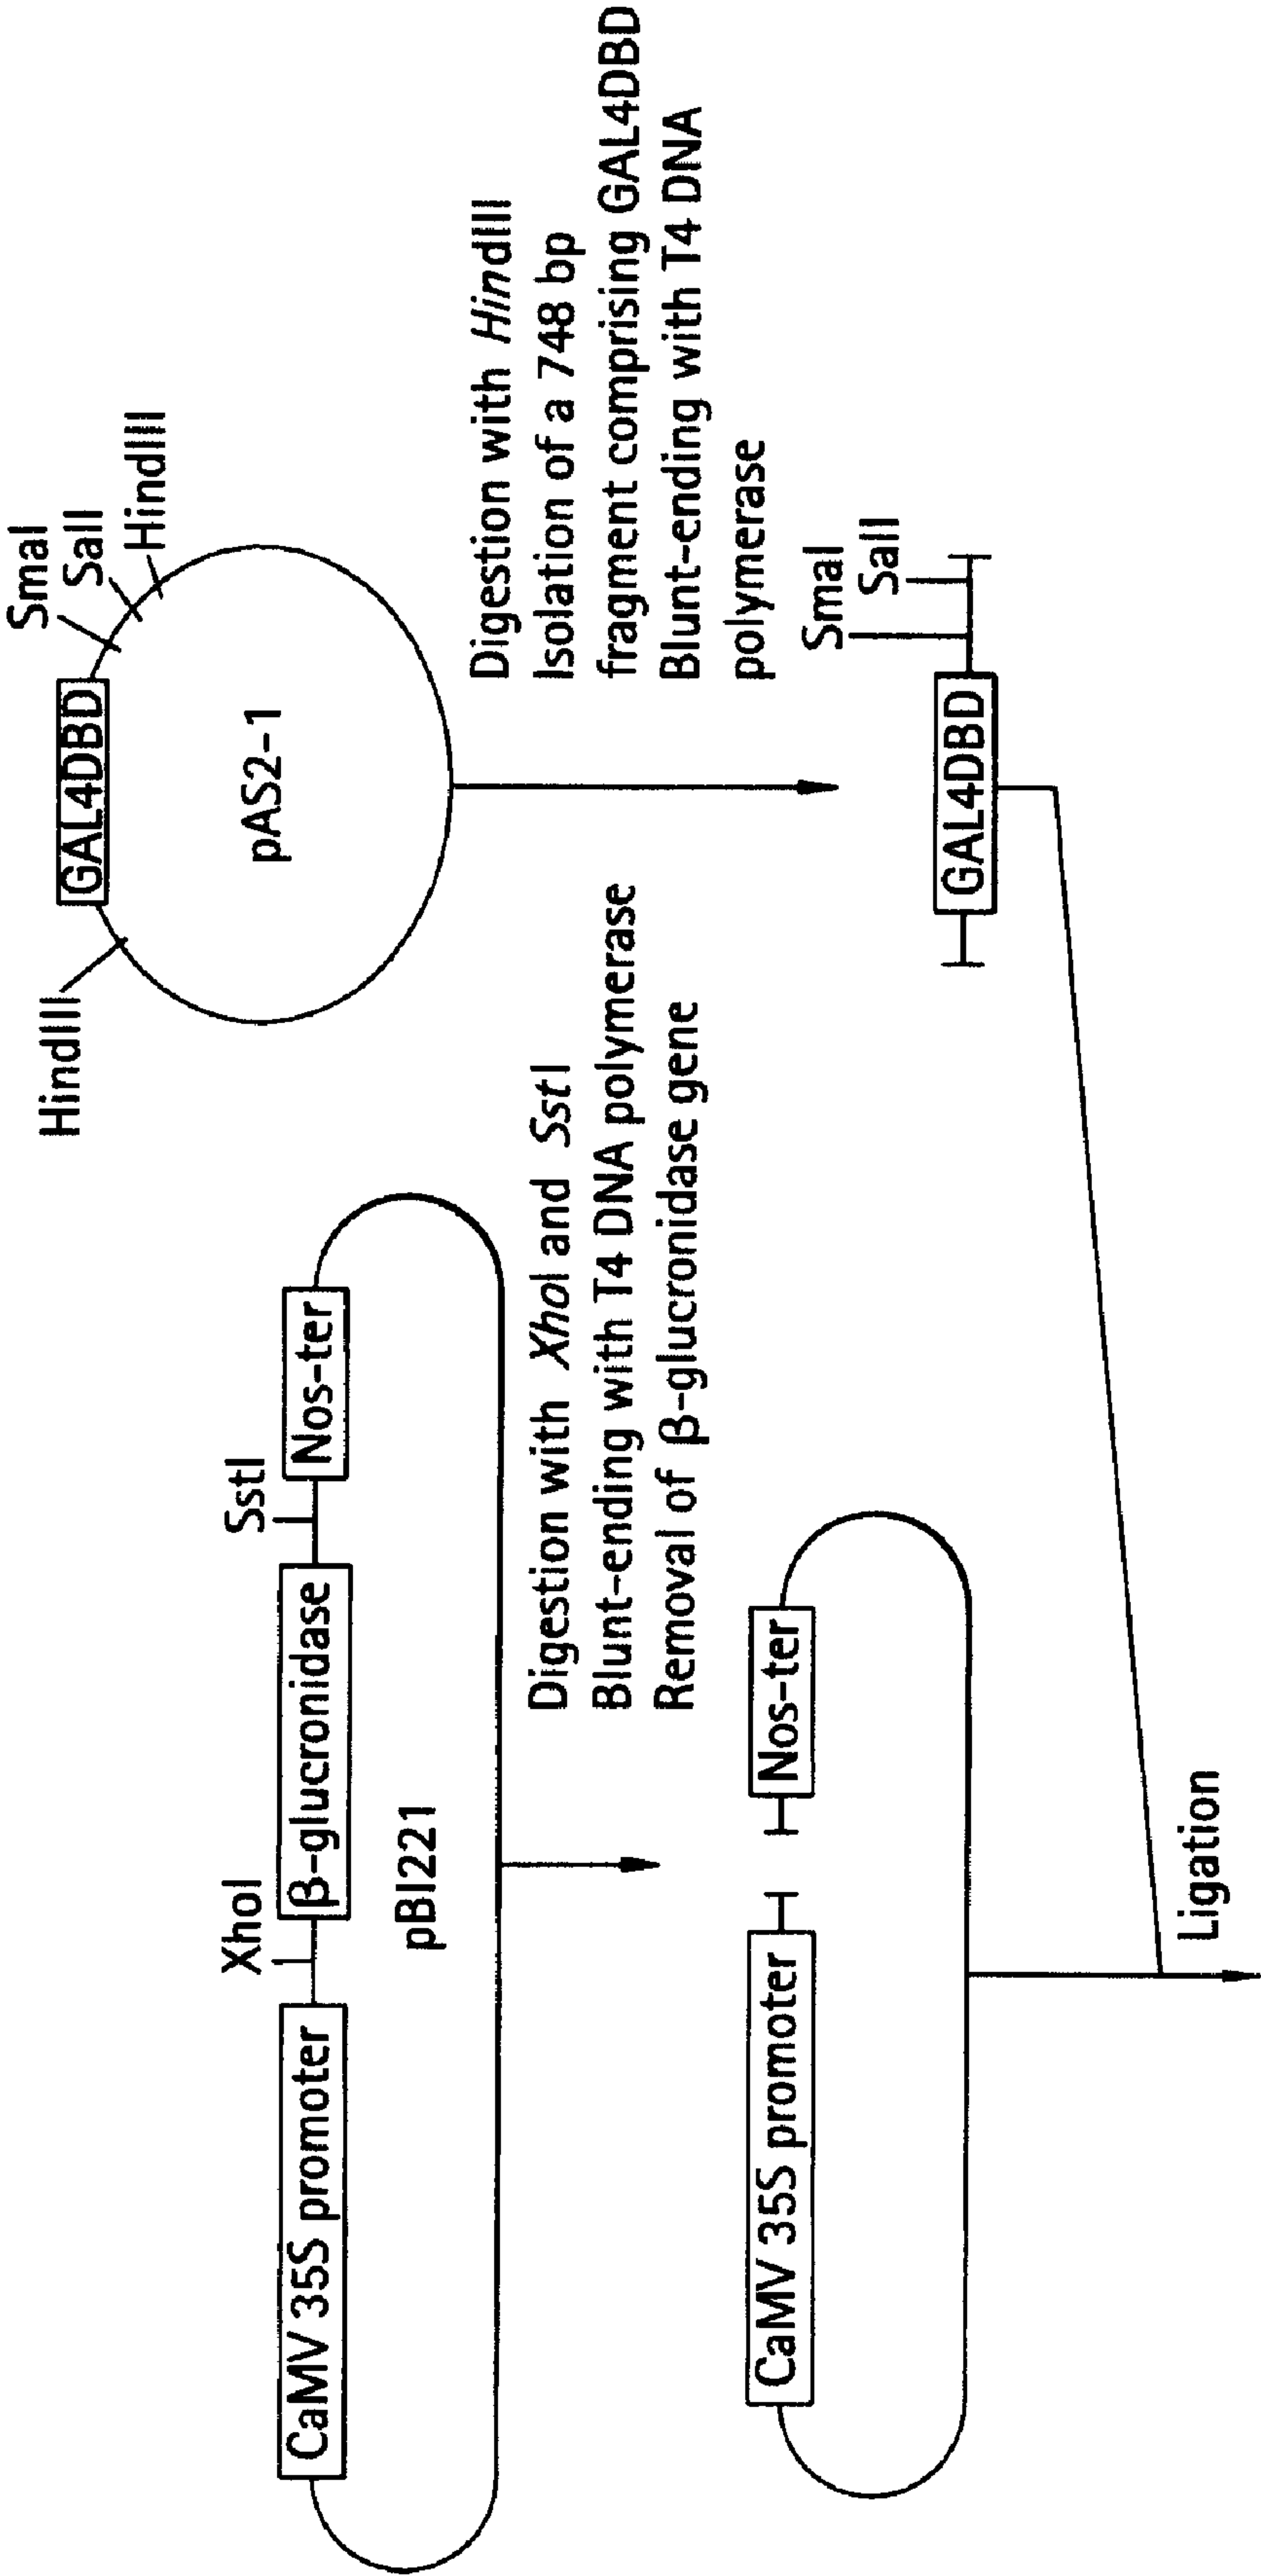 XhoI
SstI
CaMV 35S promoter
β-glucronidase
Nos-ter
pBI221
Digestion with XhoI and SstI
Blunt-ending with T4 DNA polymerase
Removal of β-glucronidase gene
CaMV 35S promoter
Nos-ter
Ligation
HindIII
GAL4DBD
SmaI
SalI
HindIII
pAS2-1
Digestion with HindIII
Isolation of a 748 bp
fragment comprising GAL4DBD
Blunt-ending with T4 DNA
polymerase
SmaI
SalI
GAL4DBD